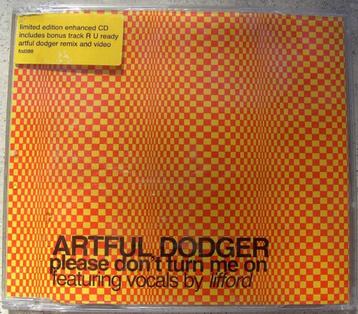 limited edition enhanced CD
includes bonus track R U ready
artful dodger remix and video
ARTFUL DODGER
please don't turn me on
featuring vocals by lifford